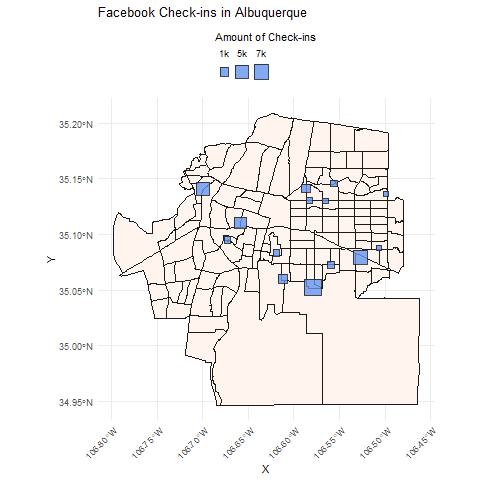 Facebook Check-ins in Albuquerque
Amount of Check-ins
1k 5k 7k
35.20°N
35.15°N
35.10°N
35.05°N
35.00°N
34.95°N
Y
106.80°W 106.75°W 106.70°W 106.65°W 106.60°W 106.55°W 106.50°W 106.45°W
X